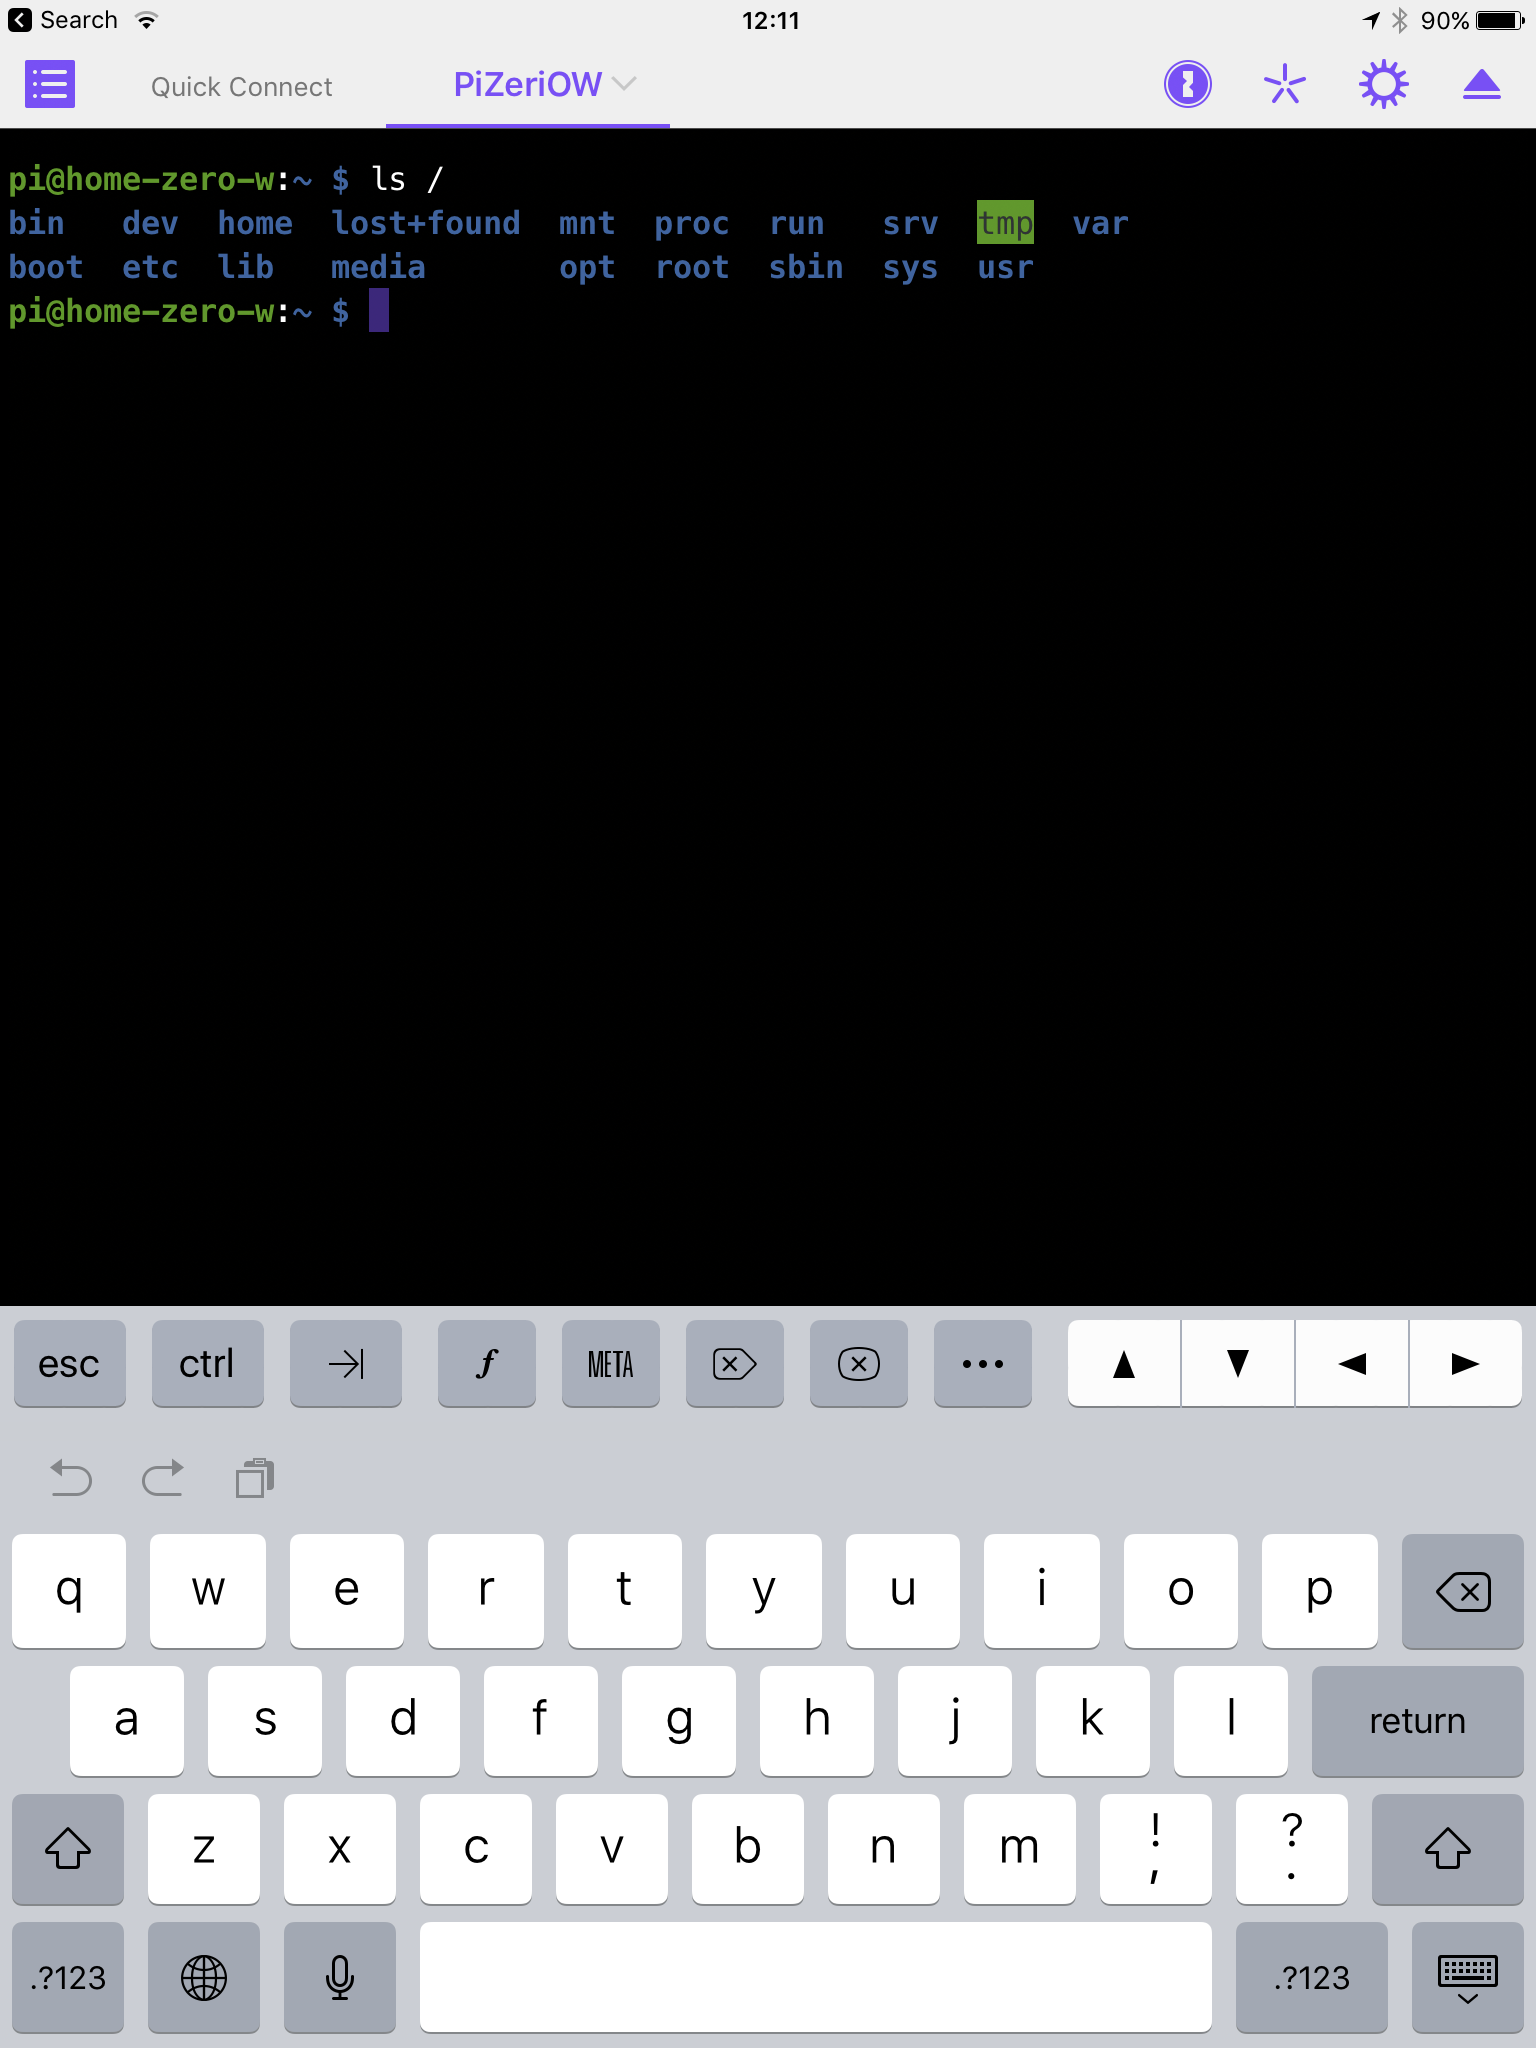 Search 12:11 90%
Quick Connect PiZeriOW
pi@home-zero-w:~ $ ls /
bin dev home lost+found mnt proc run srv tmp var
boot etc lib media opt root sbin sys usr
pi@home-zero-w:~ $
esc ctrl f META •••
q w e r t y u i o p
a s d f g h j k l return
z x c v b n m ! , ? .
.?123 .?123